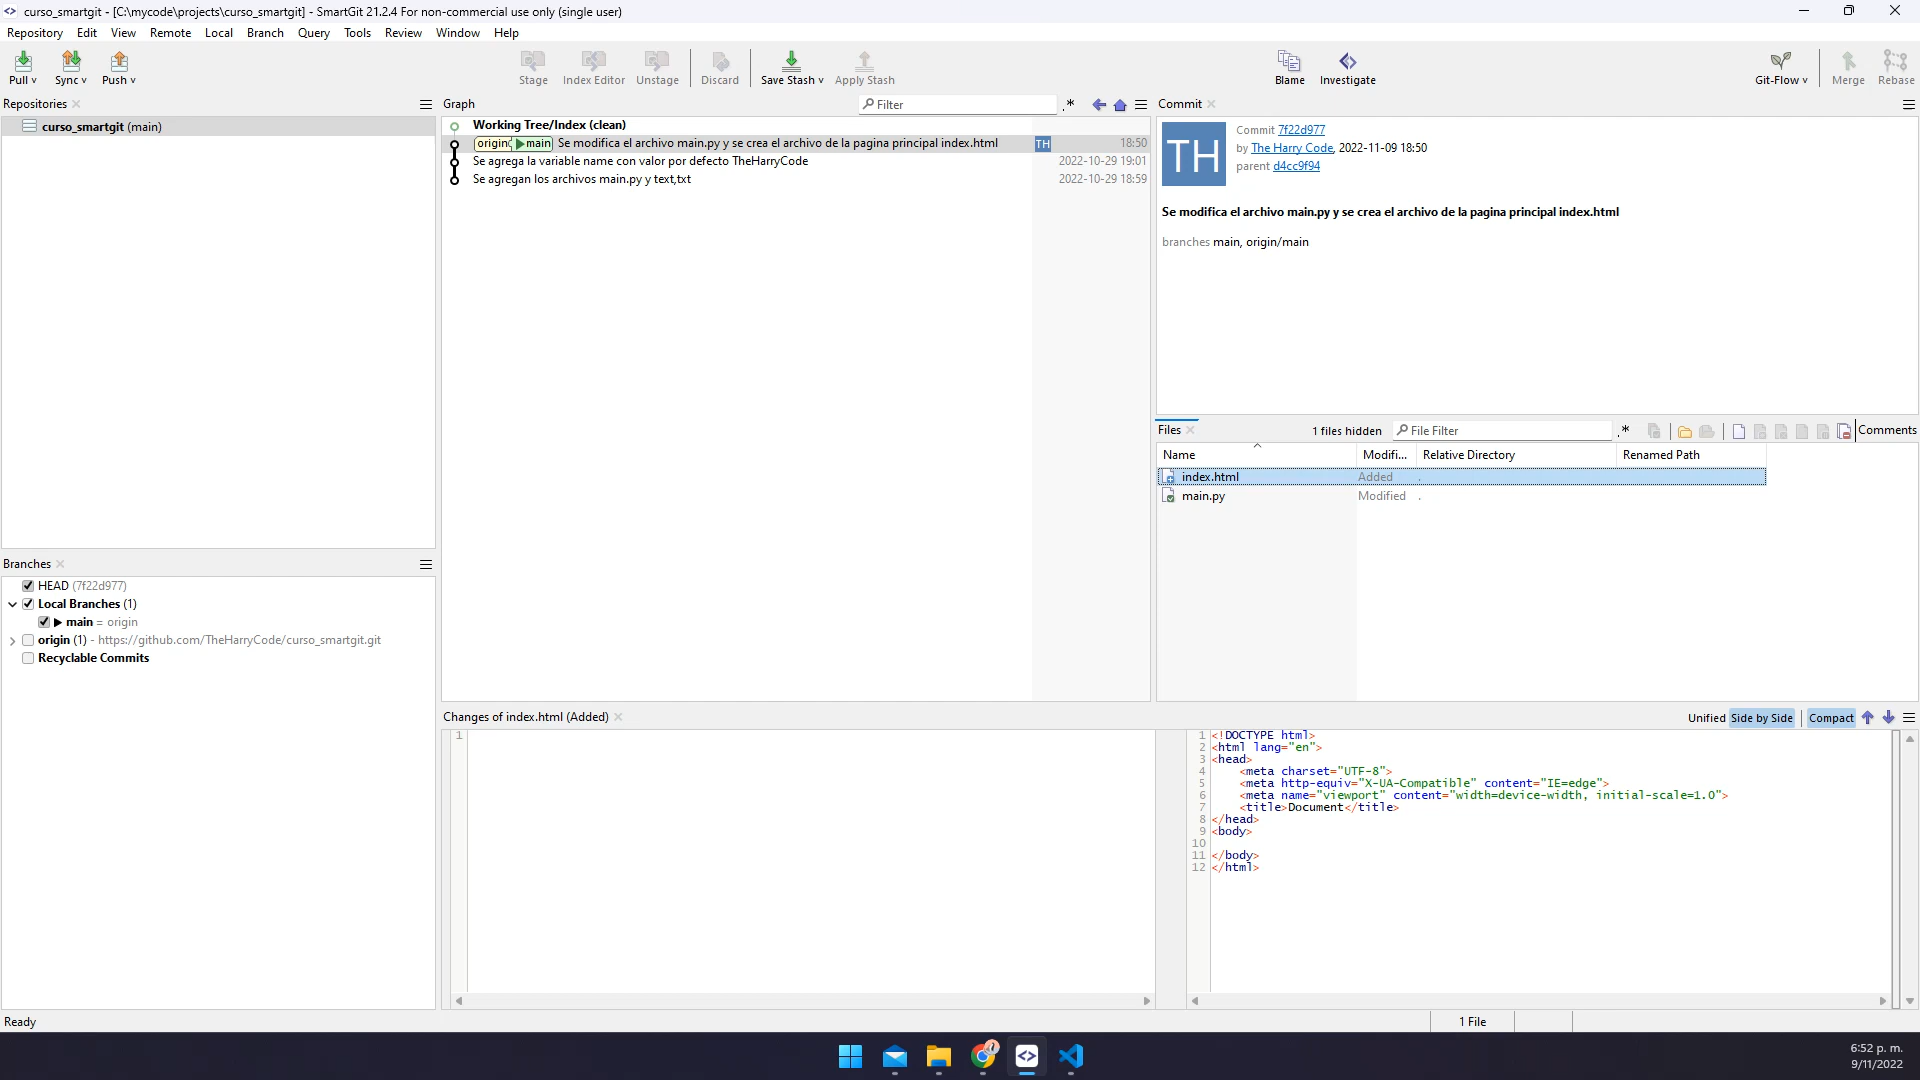 curso_smartgit - [C:\mycode\projects\curso_smartgit] - SmartGit 21.2.4 For non-commercial use only (single user)
Repository Edit View Remote Local Branch Query Tools Review Window Help
Pull Sync Push Stage Index Editor Unstage Discard Save Stash Apply Stash Blame Investigate Git-Flow Merge Rebase
Repositories
curso_smartgit (main)
Branches
HEAD (7f22d977)
Local Branches (1)
main = origin
origin (1) - https://github.com/TheHarryCode/curso_smartgit.git
Recyclable Commits
Graph Filter .*
Working Tree/Index (clean)
origin main Se modifica el archivo main.py y se crea el archivo de la pagina principal index.html TH 18:50
Se agrega la variable name con valor por defecto TheHarryCode 2022-10-29 19:01
Se agregan los archivos main.py y text,txt 2022-10-29 18:59
Commit
TH
Commit 7f22d977
by The Harry Code, 2022-11-09 18:50
parent d4cc9f94
Se modifica el archivo main.py y se crea el archivo de la pagina principal index.html
branches main, origin/main
Files 1 files hidden File Filter .* Comments
Name Modifi... Relative Directory Renamed Path
index.html Added .
main.py Modified .
Changes of index.html (Added) Unified Side by Side Compact
1
1 <!DOCTYPE html>
2 <html lang="en">
3 <head>
4 <meta charset="UTF-8">
5 <meta http-equiv="X-UA-Compatible" content="IE=edge">
6 <meta name="viewport" content="width=device-width, initial-scale=1.0">
7 <title>Document</title>
8 </head>
9 <body>
10
11 </body>
12 </html>
Ready 1 File
6:52 p. m.
9/11/2022